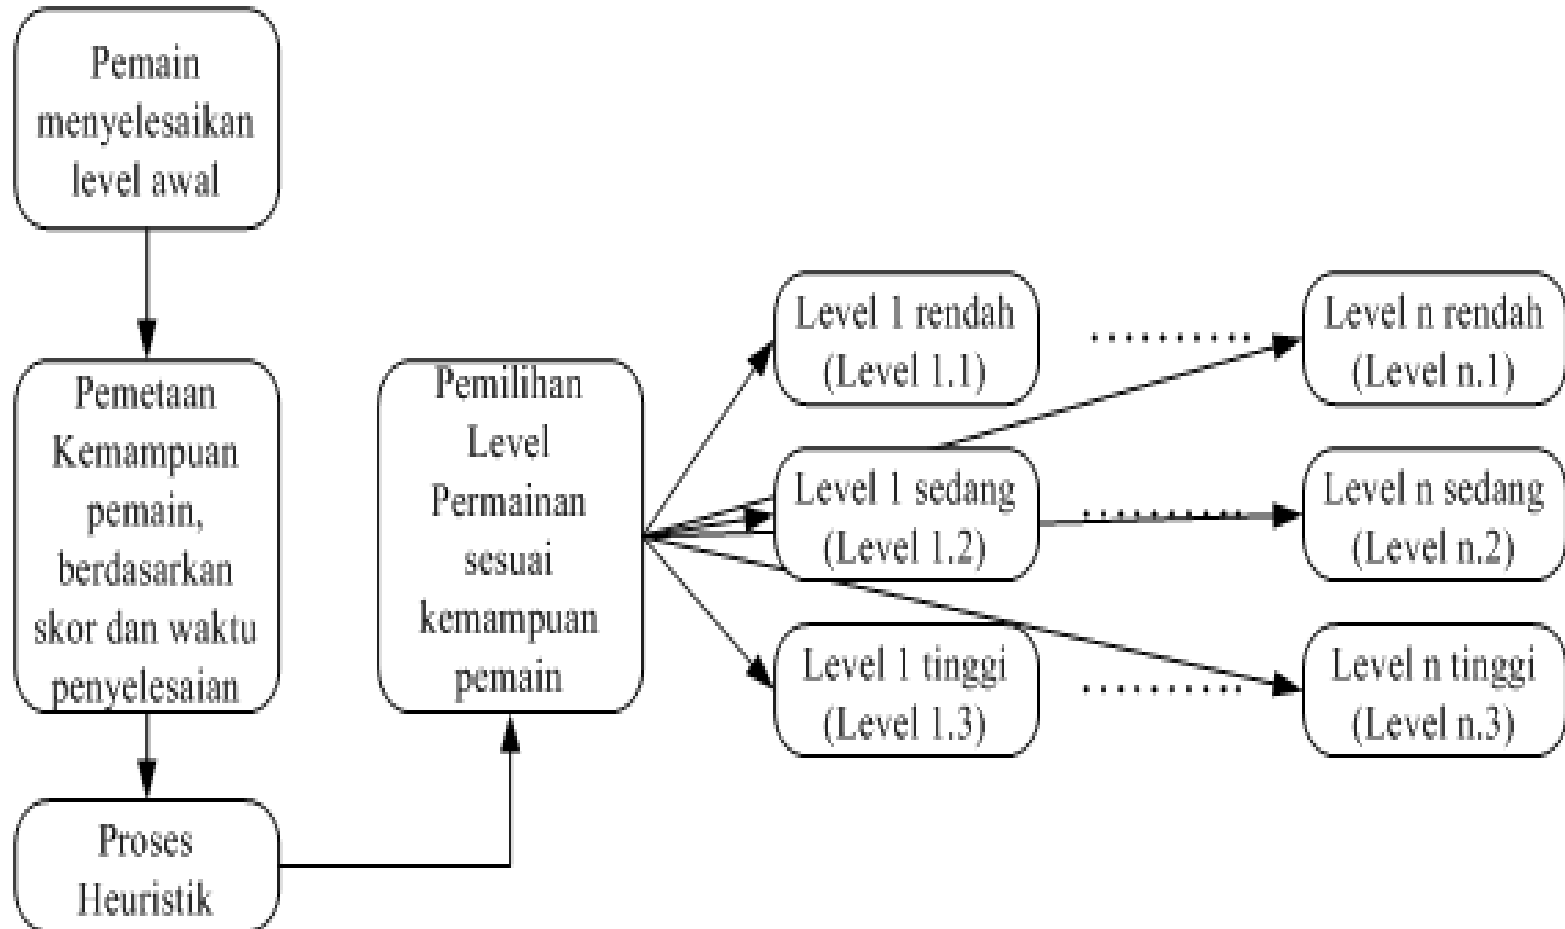 Pemain
menyelesaikan
level awal
Pemetaan
Kemampuan
pemain,
berdasarkan
skor dan waktu
penyelesaian
Proses
Heuristik
Pemilihan
Level
Permainan
sesuai
kemampuan
pemain
Level 1 rendah
(Level 1.1)
Level n rendah
(Level n.1)
Level 1 sedang
(Level 1.2)
Level n sedang
(Level n.2)
Level 1 tinggi
(Level 1.3)
Level n tinggi
(Level n.3)